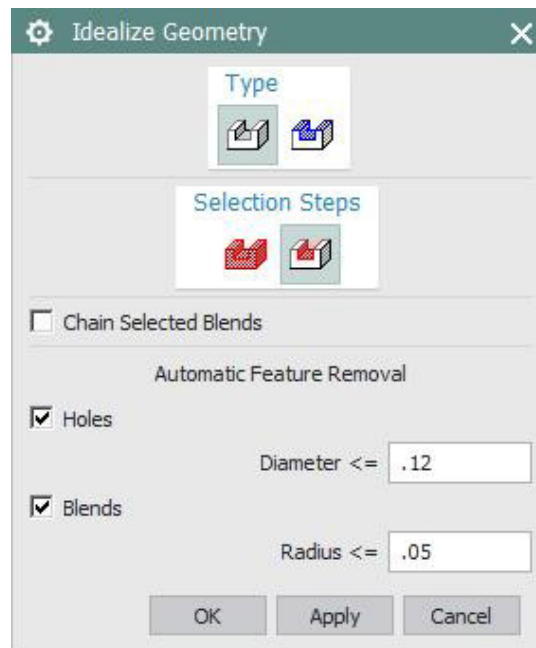 Idealize Geometry
Type
Selection Steps
Chain Selected Blends
Automatic Feature Removal
Holes
Diameter <= .12
Blends
Radius <= .05
OK Apply Cancel